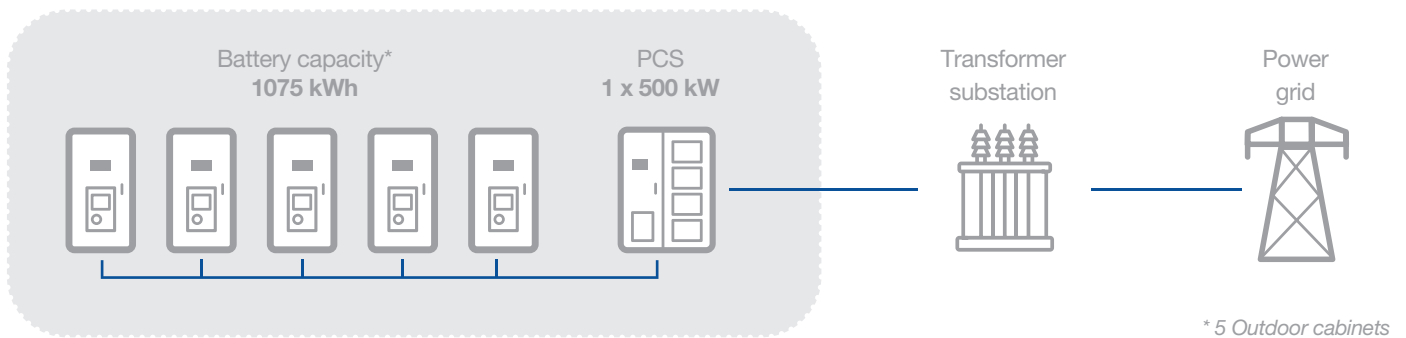 Battery capacity*
1075 kWh
PCS
1 x 500 kW
Transformer
substation
Power
grid
* 5 Outdoor cabinets